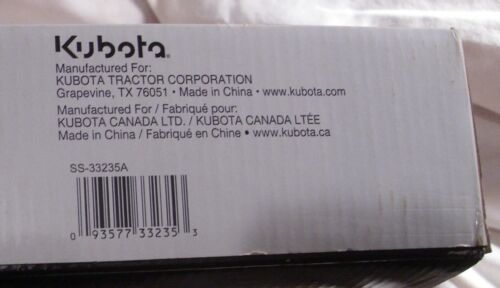 Kubota.
Manufactured For:
KUBOTA TRACTOR CORPORATION
Grapevine, TX 76051 • Made in China • www.kubota.com
Manufactured For / Fabriqué pour:
KUBOTA CANADA LTD. / KUBOTA CANADA LTÉE
Made in China / Fabriqué en Chine • www.kubota.ca
SS-33235A
0 93577 33235 3